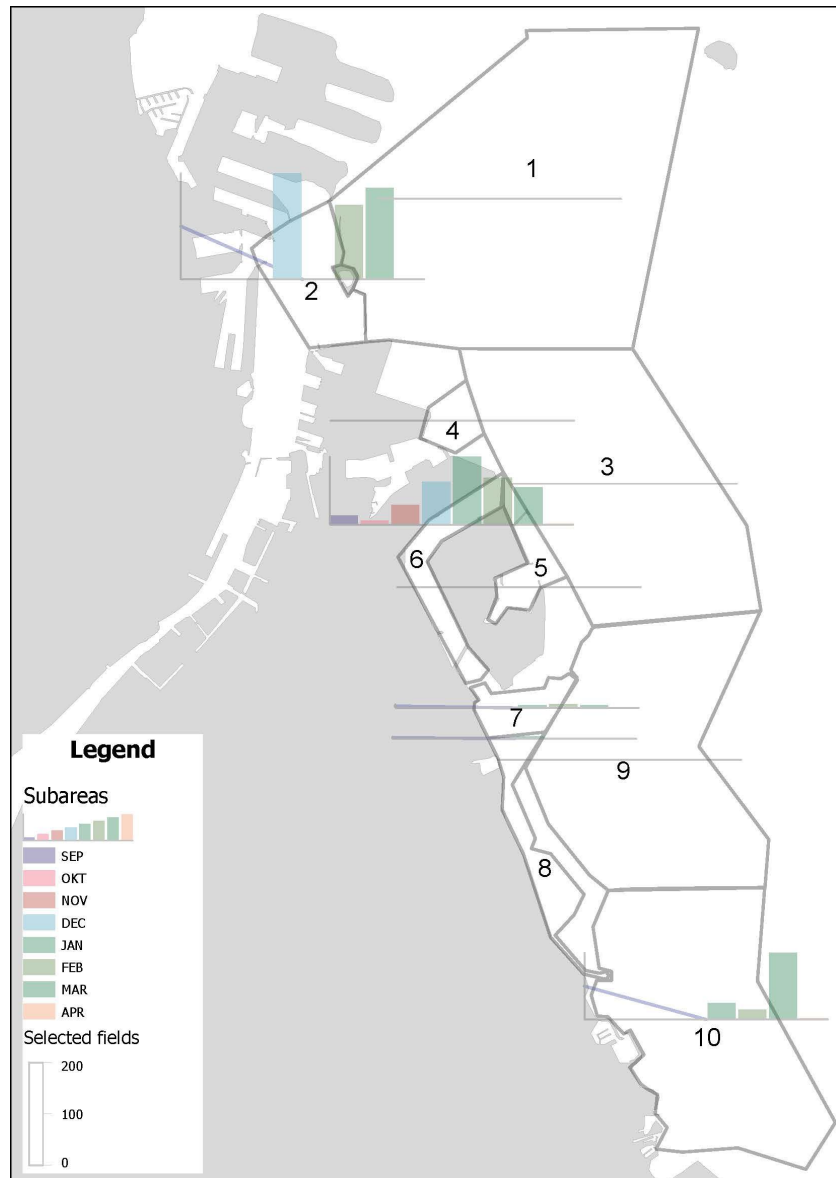 1
2
3
4
5
6
7
8
9
10
Legend
Subareas
SEP
OKT
NOV
DEC
JAN
FEB
MAR
APR
Selected fields
200
100
0